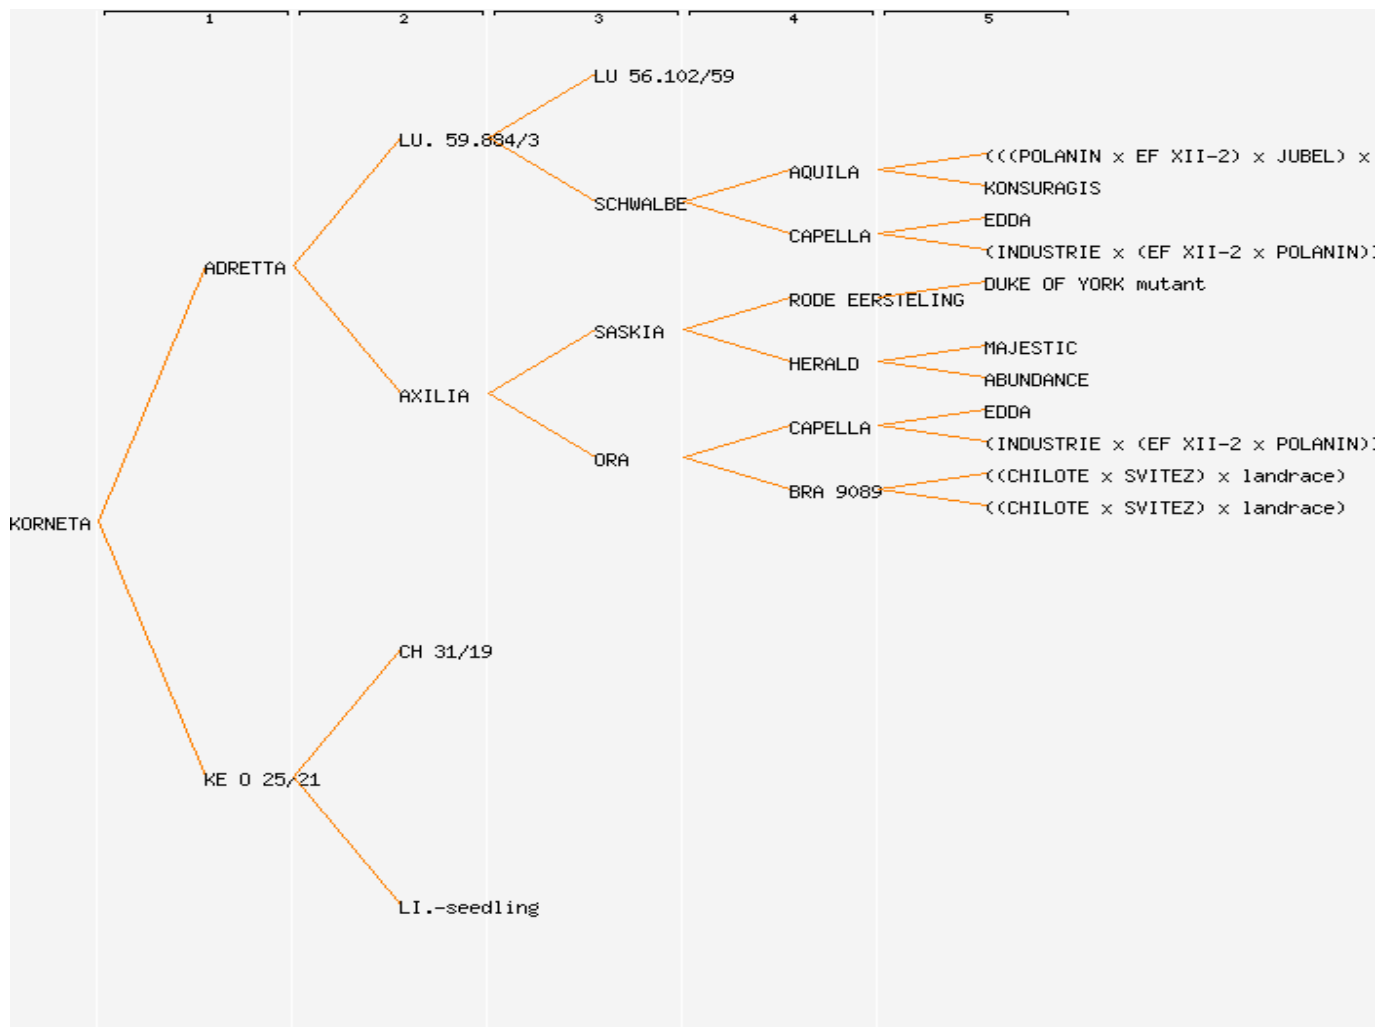 1 2 3 4 5
LU 56.102/59
LU. 59.884/3
(((POLANIN x EF XII-2) x JUBEL) x
AQUILA
KONSURAGIS
SCHWALBE
EDDA
CAPELLA
(INDUSTRIE x (EF XII-2 x POLANIN))
ADRETTA
DUKE OF YORK mutant
RODE EERSTELING
SASKIA
MAJESTIC
HERALD
ABUNDANCE
AXILIA
EDDA
CAPELLA
(INDUSTRIE x (EF XII-2 x POLANIN))
ORA
((CHILOTE x SVITEZ) x landrace)
BRA 9089
((CHILOTE x SVITEZ) x landrace)
KORNETA
CH 31/19
KE O 25/21
LI.-seedling